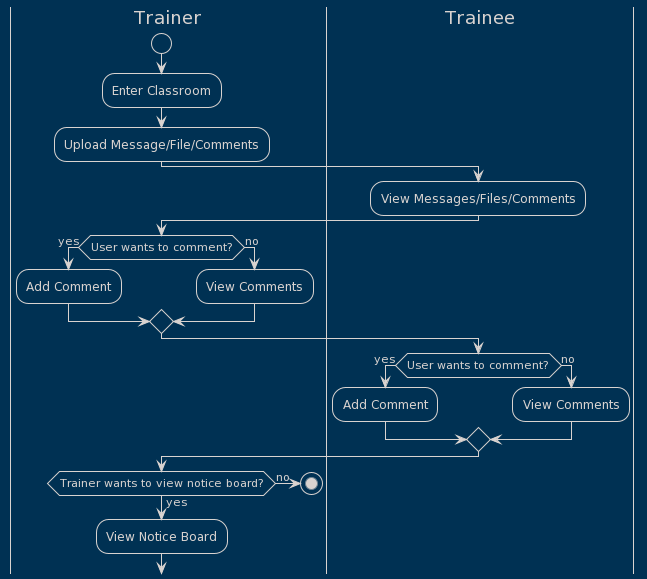 Trainer
Trainee
Enter Classroom
Upload Message/File/Comments
View Messages/Files/Comments
yes
User wants to comment?
no
Add Comment
View Comments
yes
User wants to comment?
no
Add Comment
View Comments
Trainer wants to view notice board?
no
yes
View Notice Board